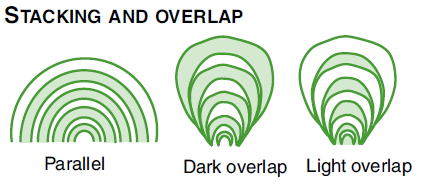 STACKING AND OVERLAP
Parallel
Dark overlap
Light overlap